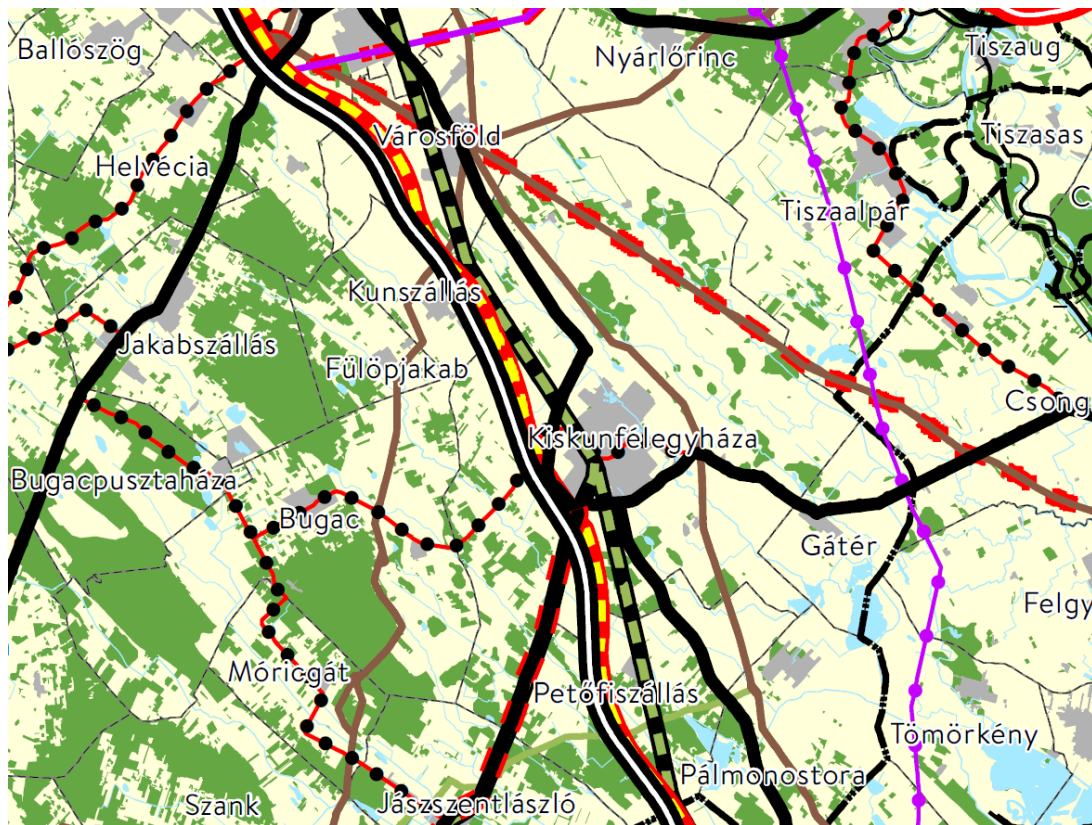 Ballószög
Nyárlőrinc
Tiszaug
Városföld
Tiszasas
Helvécia
C
Tiszaalpár
Kunszállás
Jakabszállás
Fülöpjakab
Csong
Kiskunfélegyháza
Bugacpusztaháza
Bugac
Gátér
Felgy
Móricgát
Petőfiszállás
Tömörkény
Pálmonostora
Szank
Jászszentlászló